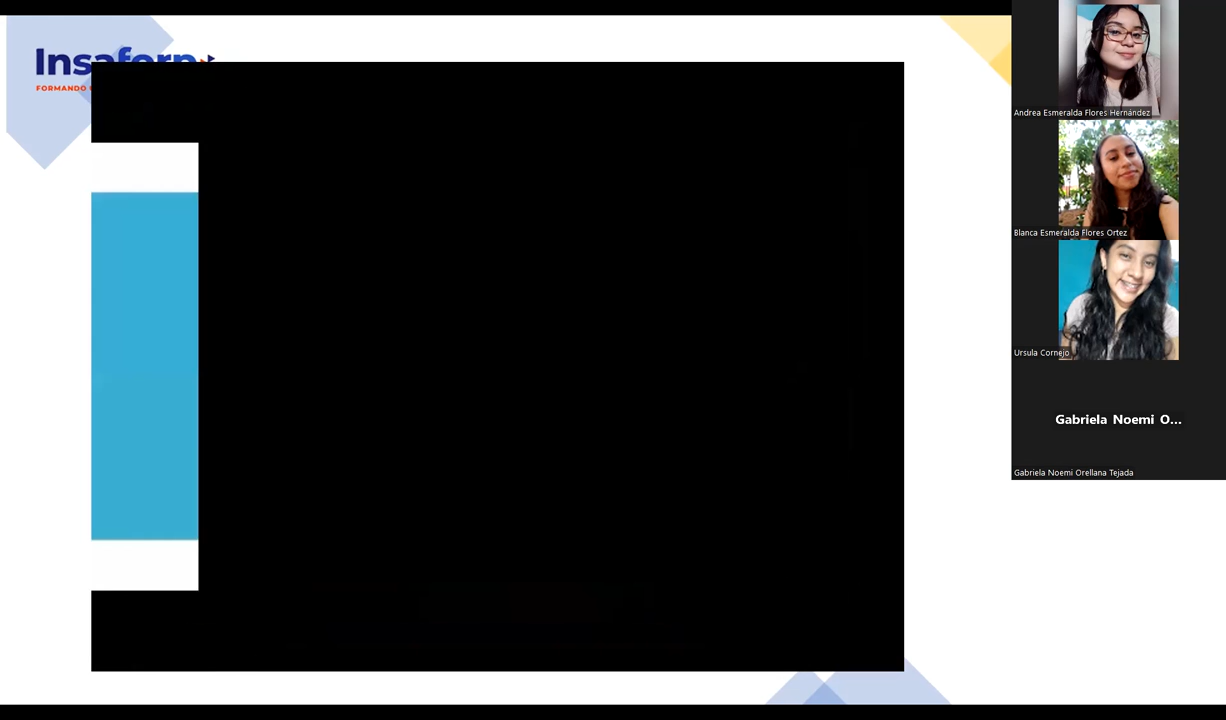 Insaforp
FORMANDO
Andrea Esmeralda Flores Hernández
Blanca Esmeralda Flores Ortez
Ursula Cornejo
Gabriela Noemi O...
Gabriela Noemi Orellana Tejada